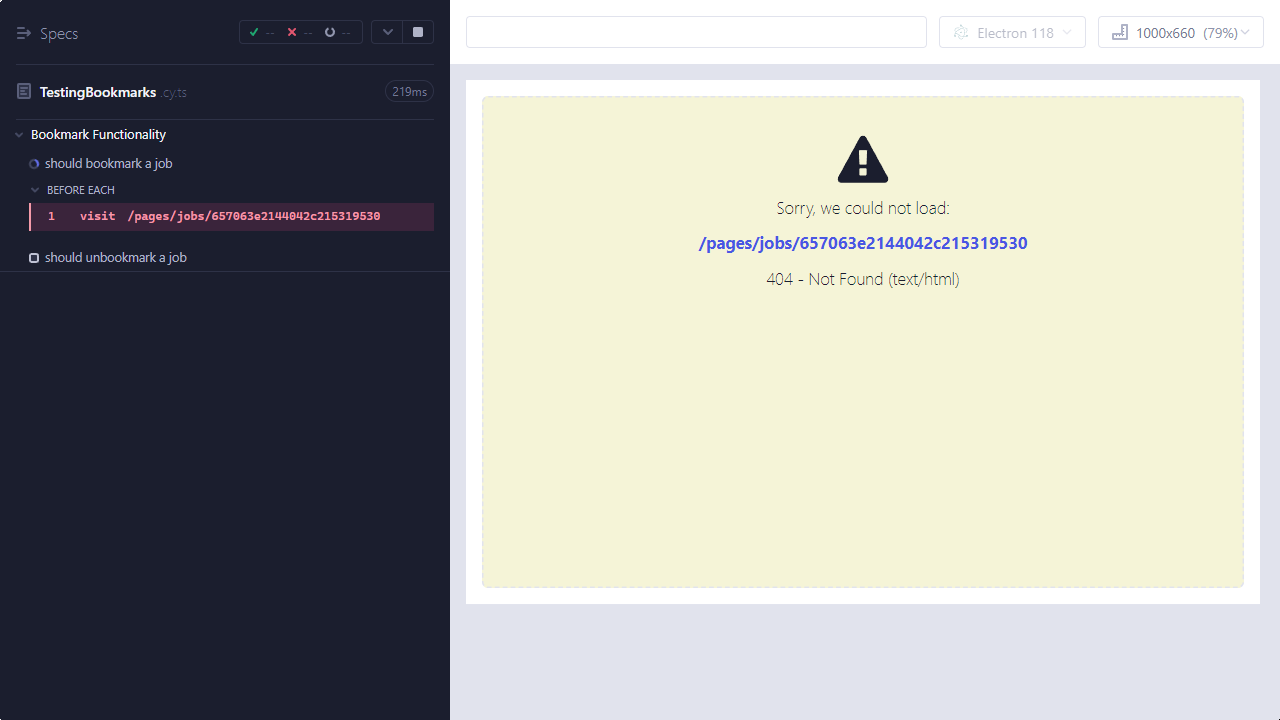 Specs
-- -- --
TestingBookmarks .cy.ts
219ms
Bookmark Functionality
should bookmark a job
BEFORE EACH
1 visit /pages/jobs/657063e2144042c215319530
should unbookmark a job
Electron 118
1000x660 (79%)
Sorry, we could not load:
/pages/jobs/657063e2144042c215319530
404 - Not Found (text/html)